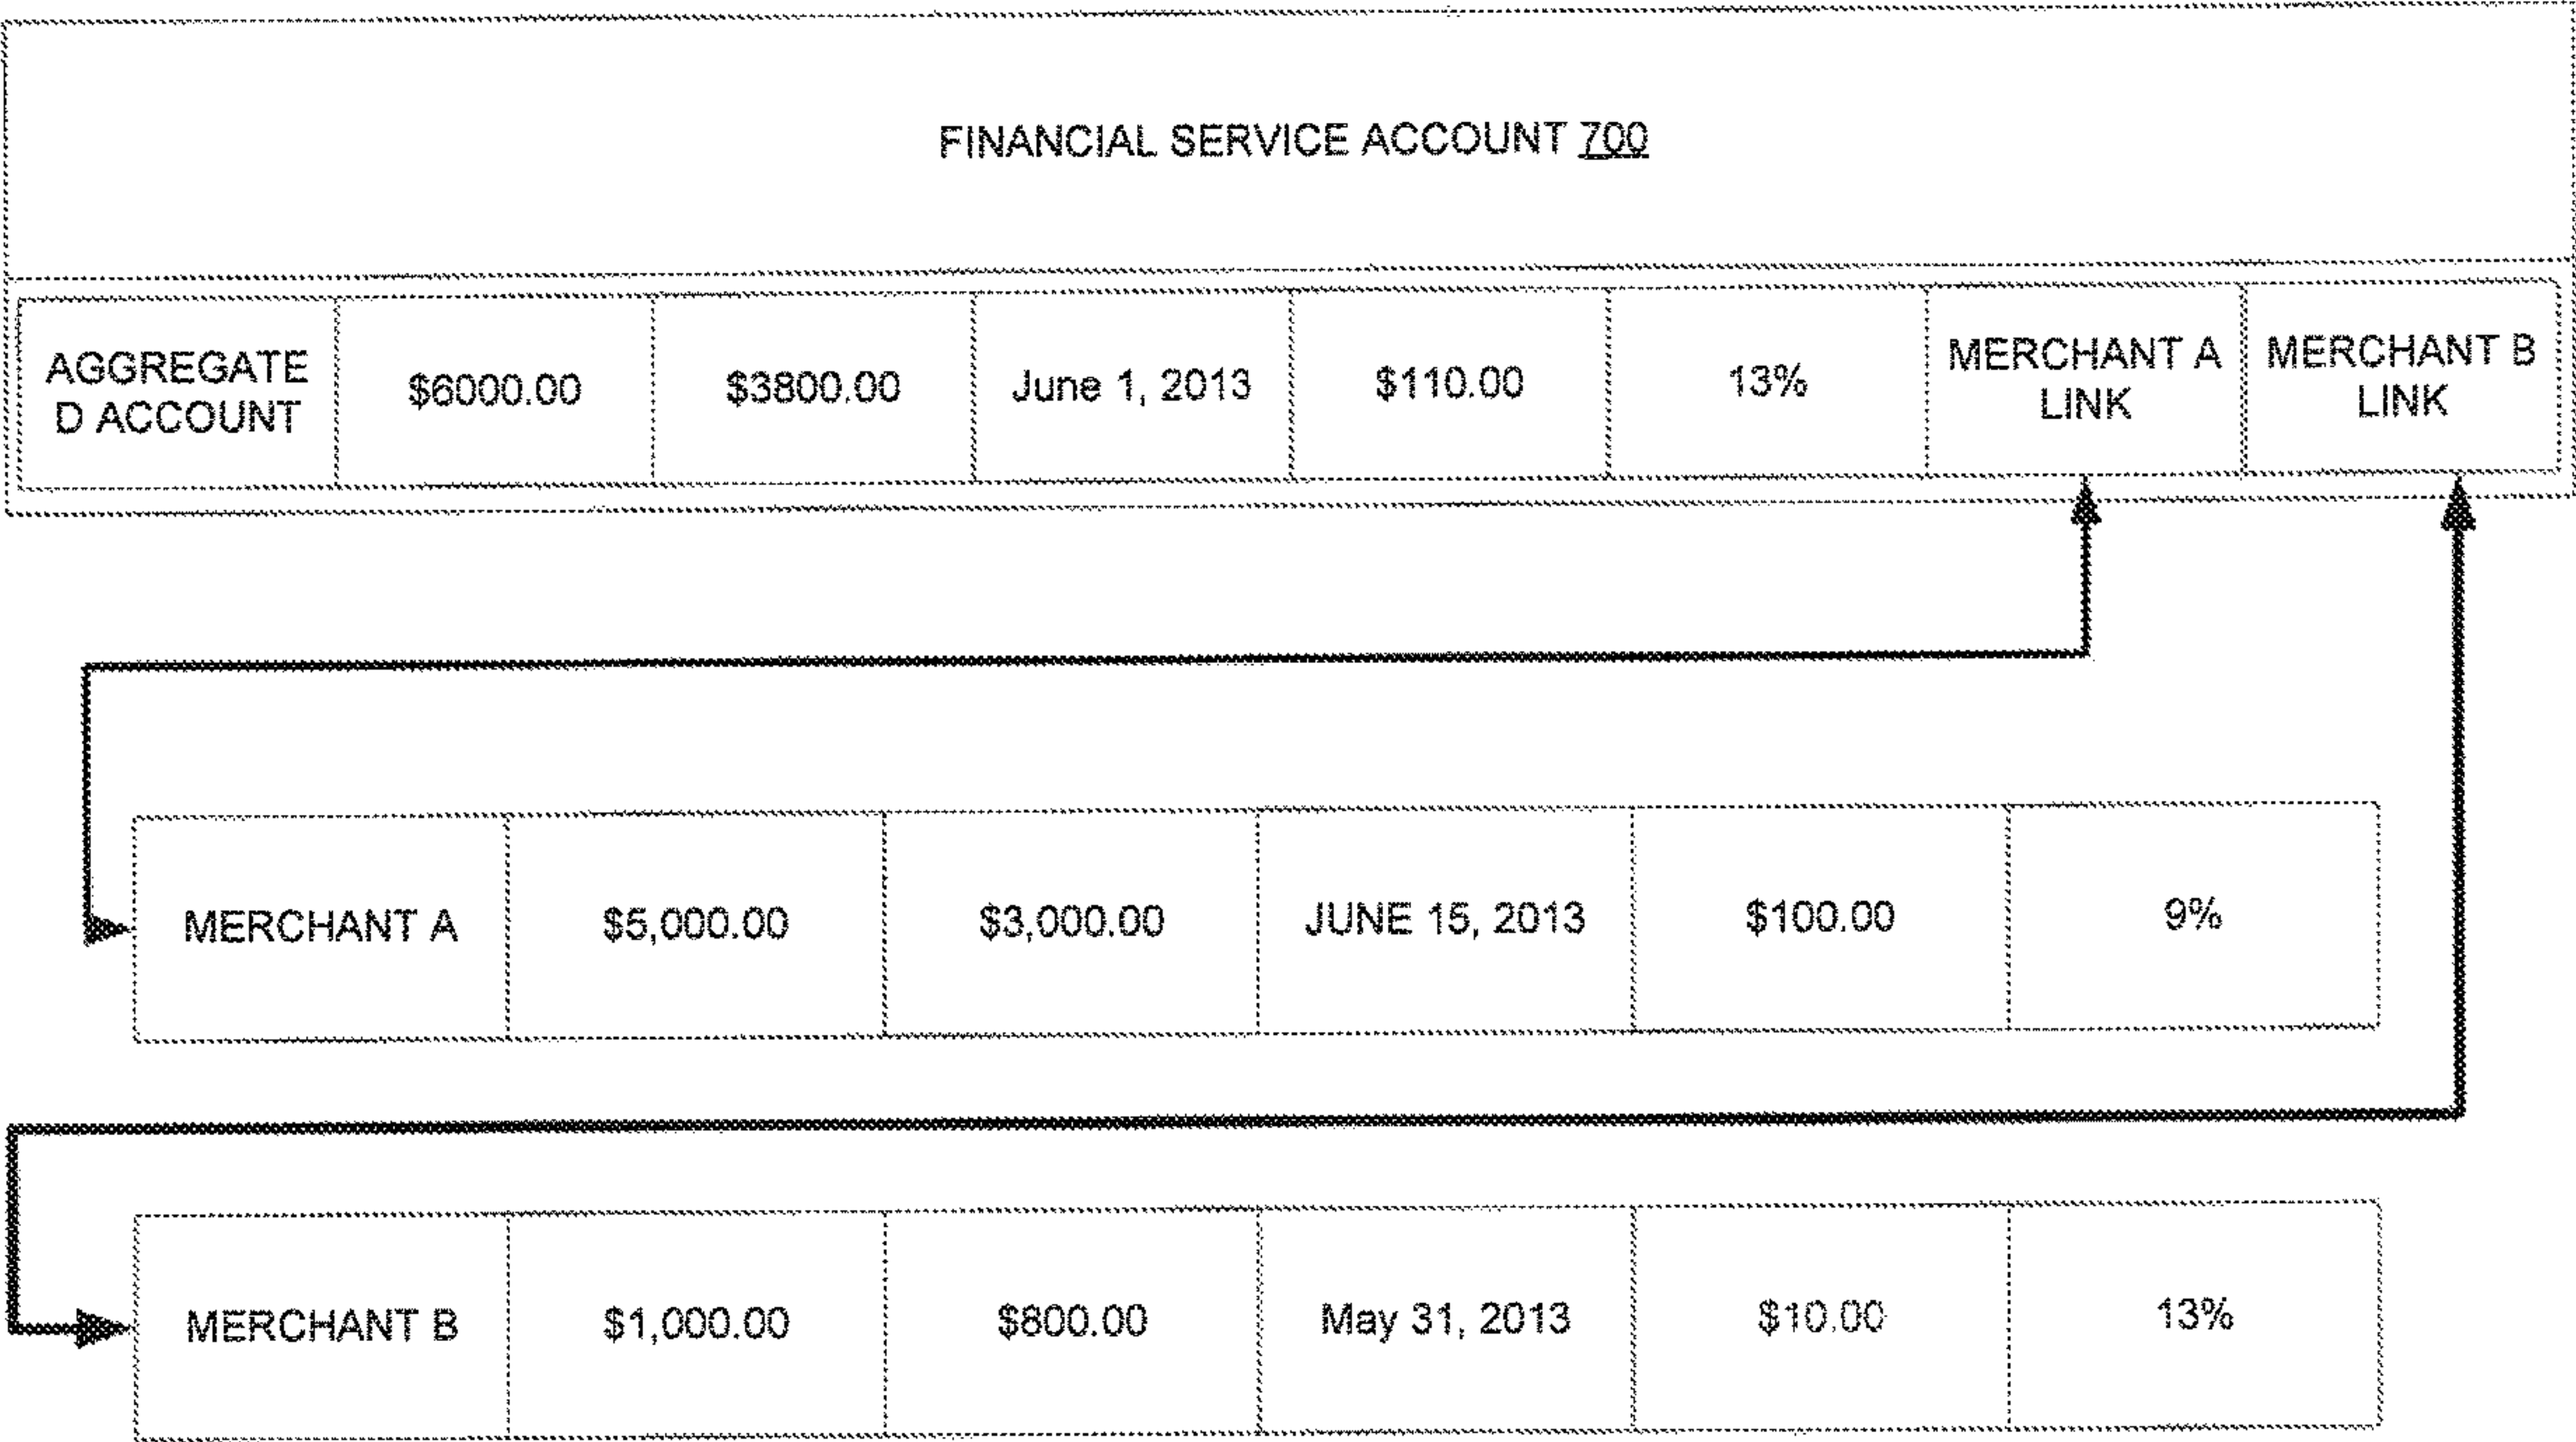 FINANCIAL SERVICE ACCOUNT 700
AGGREGATE
D ACCOUNT
$6000.00
$3800.00
June 1, 2013
$110.00
13%
MERCHANT A
LINK
MERCHANT B
LINK
MERCHANT A
$5,000.00
$3,000.00
JUNE 15, 2013
$100.00
9%
MERCHANT B
$1,000.00
$800.00
May 31, 2013
$10.00
13%